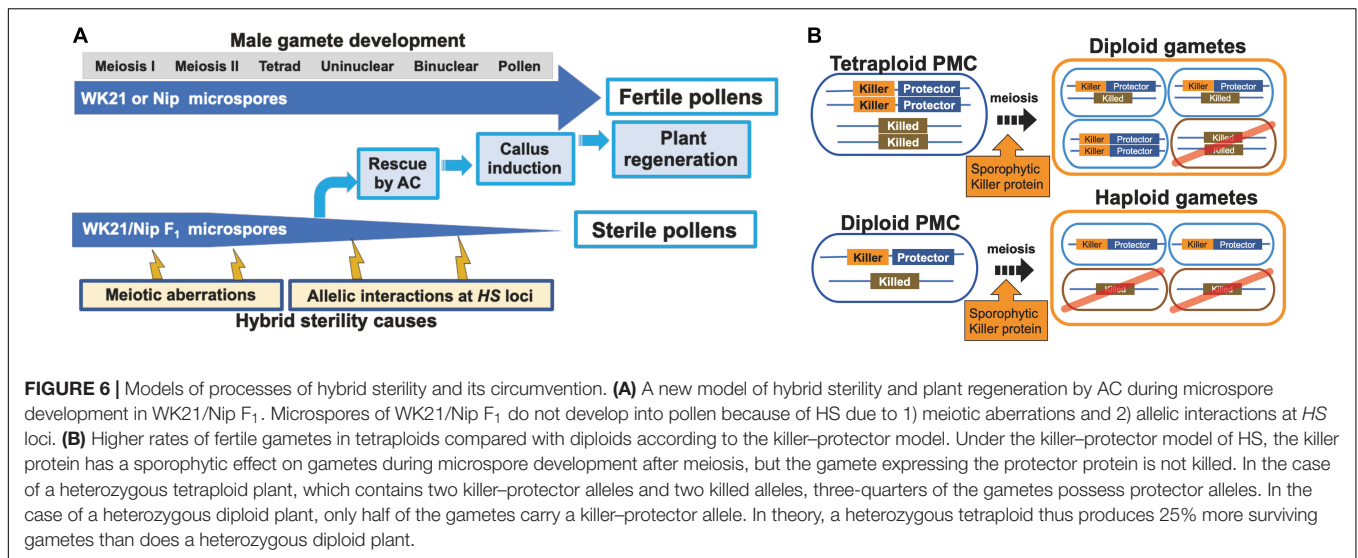 A
Male gamete development
Meiosis I Meiosis II Tetrad Uninuclear Binuclear Pollen
WK21 or Nip microspores
Fertile pollens
Rescue
by AC
Callus
induction
Plant
regeneration
WK21/Nip F1 microspores
Sterile pollens
Meiotic aberrations
Allelic interactions at HS loci
Hybrid sterility causes
B
Tetraploid PMC
Killer Protector
Killer Protector
Killed
Killed
meiosis
Sporophytic
Killer protein
Diploid gametes
Killer Protector
Killed
Killer Protector
Killed
Killer Protector
Killer Protector
Killed
Killed
Diploid PMC
Killer Protector
Killed
meiosis
Sporophytic
Killer protein
Haploid gametes
Killer Protector
Killer Protector
Killed
Killed
FIGURE 6 | Models of processes of hybrid sterility and its circumvention. (A) A new model of hybrid sterility and plant regeneration by AC during microspore
development in WK21/Nip F1. Microspores of WK21/Nip F1 do not develop into pollen because of HS due to 1) meiotic aberrations and 2) allelic interactions at HS
loci. (B) Higher rates of fertile gametes in tetraploids compared with diploids according to the killer–protector model. Under the killer–protector model of HS, the killer
protein has a sporophytic effect on gametes during microspore development after meiosis, but the gamete expressing the protector protein is not killed. In the case
of a heterozygous tetraploid plant, which contains two killer–protector alleles and two killed alleles, three-quarters of the gametes possess protector alleles. In the
case of a heterozygous diploid plant, only half of the gametes carry a killer–protector allele. In theory, a heterozygous tetraploid thus produces 25% more surviving
gametes than does a heterozygous diploid plant.